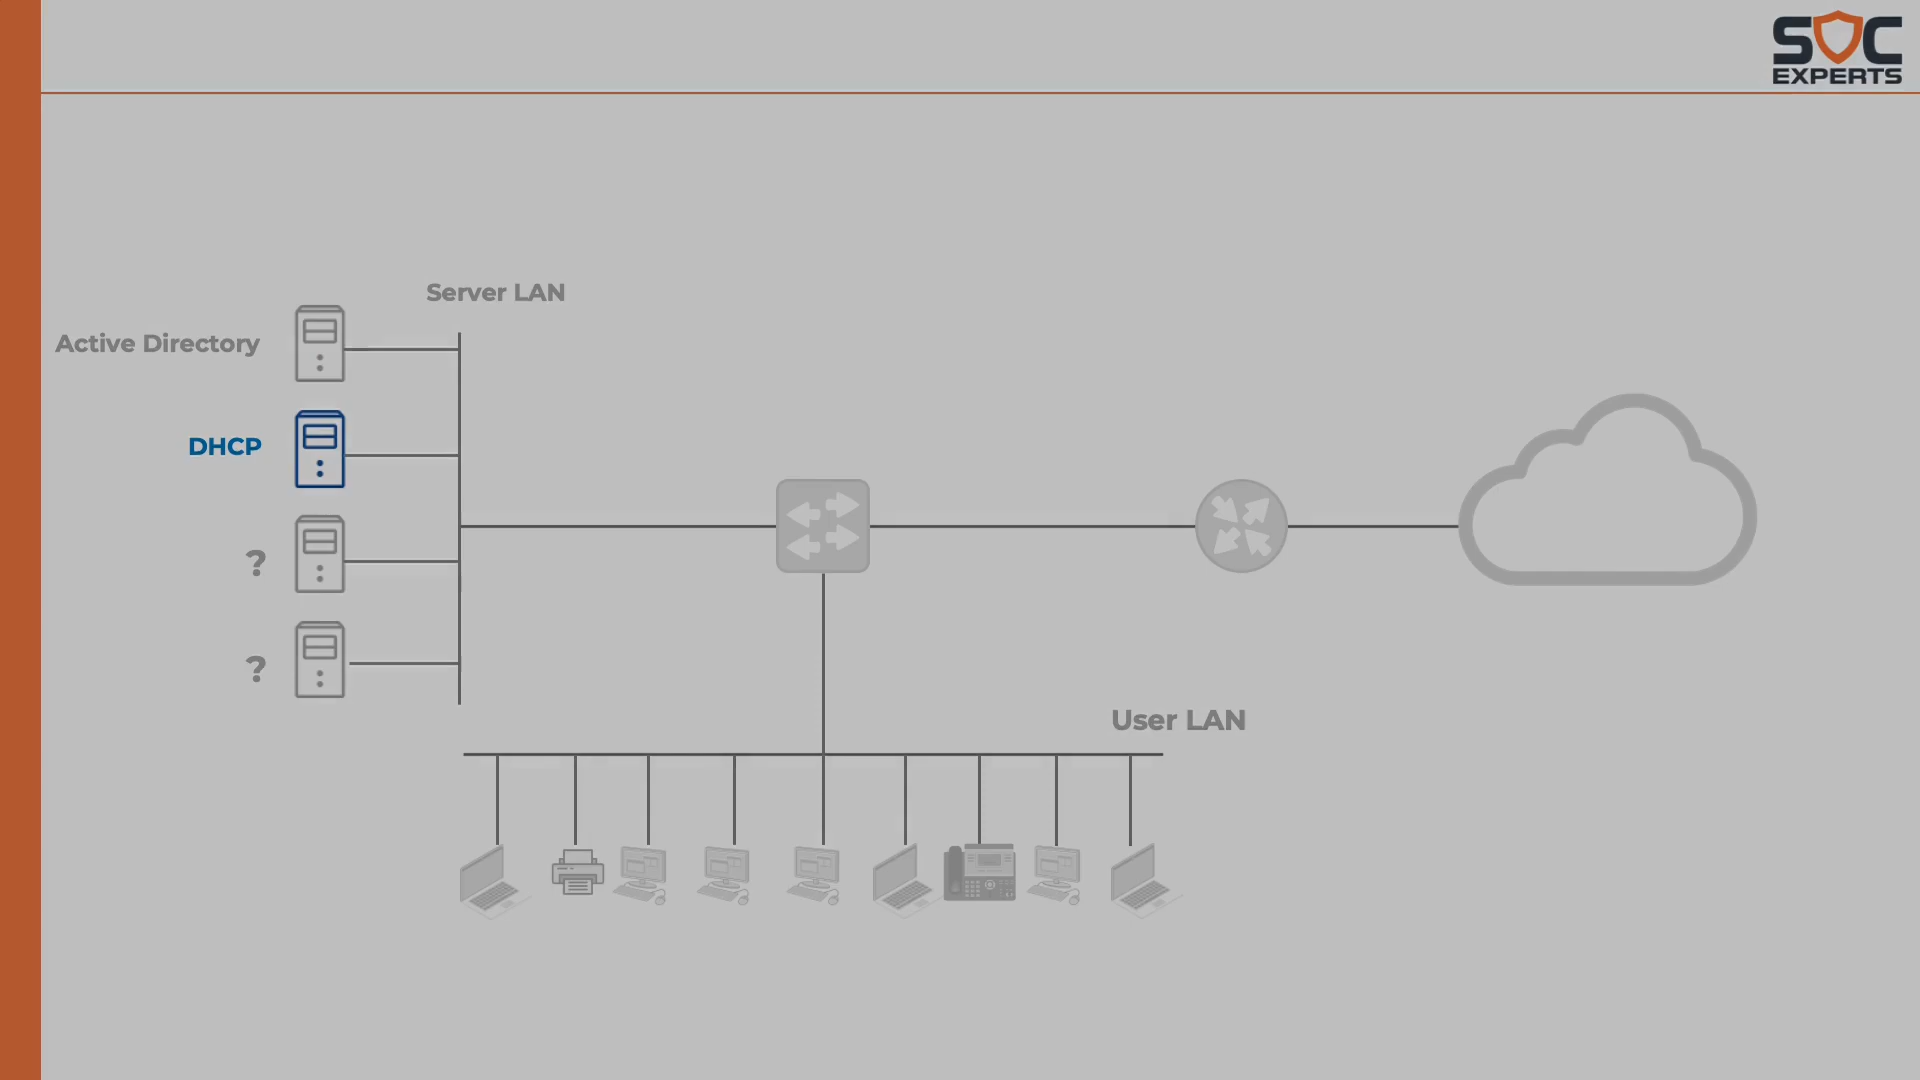 SOC
EXPERTS
Server LAN
Active Directory
DHCP
?
?
User LAN